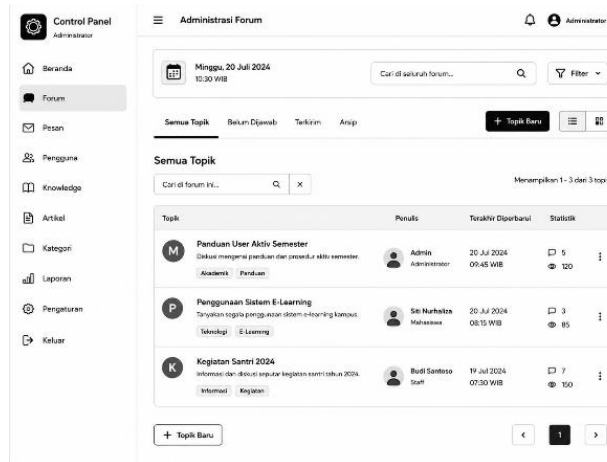 Control Panel
Administrator
Beranda
Forum
Pesan
Pengguna
Knowledge
Artikel
Kategori
Laporan
Pengaturan
Keluar
Administrasi Forum
Administrator
Minggu, 20 Juli 2024
10:30 WIB
Cari di seluruh forum...
Filter
Semua Topik Belum Dijawab Terkirim Arsip
+ Topik Baru
Semua Topik
Cari di forum ini...
×
Menampilkan 1 - 3 dari 3 topi
Topik Penulis Terakhir Diperbarui Statistik
M
Panduan User Aktiv Semester
Diskusi mengenai panduan dan prosedur aktiv semester.
Akademik Panduan
Admin
Administrator
20 Jul 2024
09:45 WIB
5
120
P
Penggunaan Sistem E-Learning
Tanyakan segala penggunaan sistem e-learning kampus.
Teknologi E-Learning
Siti Nurhaliza
Mahasiswa
20 Jul 2024
08:15 WIB
3
85
K
Kegiatan Santri 2024
Informasi dan diskusi seputar kegiatan santri tahun 2024.
Informasi Kegiatan
Budi Santoso
Staff
19 Jul 2024
07:30 WIB
7
150
+ Topik Baru
< 1 >